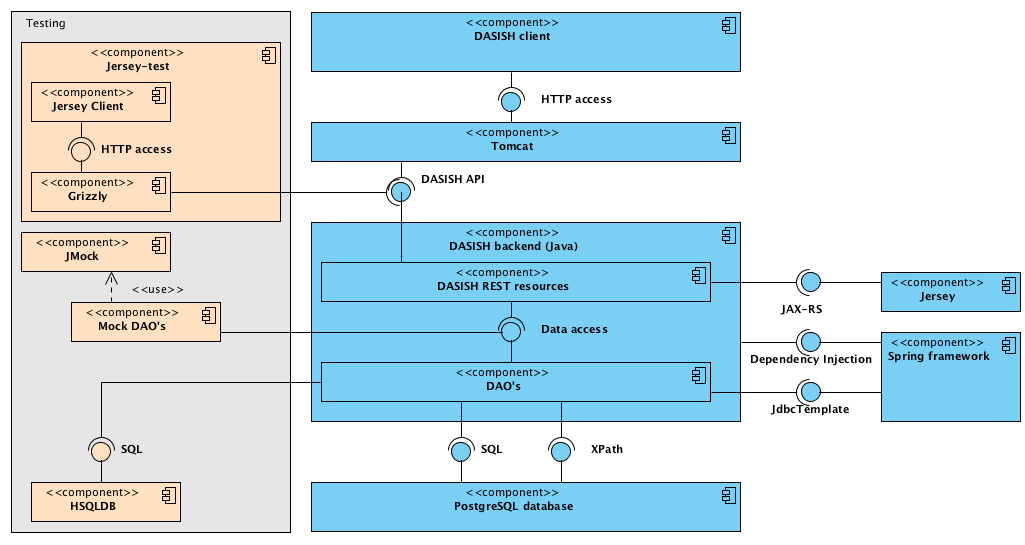 Testing
<<component>>
Jersey-test
<<component>>
Jersey Client
HTTP access
<<component>>
Grizzly
<<component>>
JMock
<<use>>
<<component>>
Mock DAO's
SQL
<<component>>
HSQLDB
<<component>>
DASISH client
HTTP access
<<component>>
Tomcat
DASISH API
<<component>>
DASISH backend (Java)
<<component>>
DASISH REST resources
Data access
<<component>>
DAO's
SQL
XPath
<<component>>
PostgreSQL database
JAX-RS
<<component>>
Jersey
Dependency Injection
<<component>>
Spring framework
JdbcTemplate